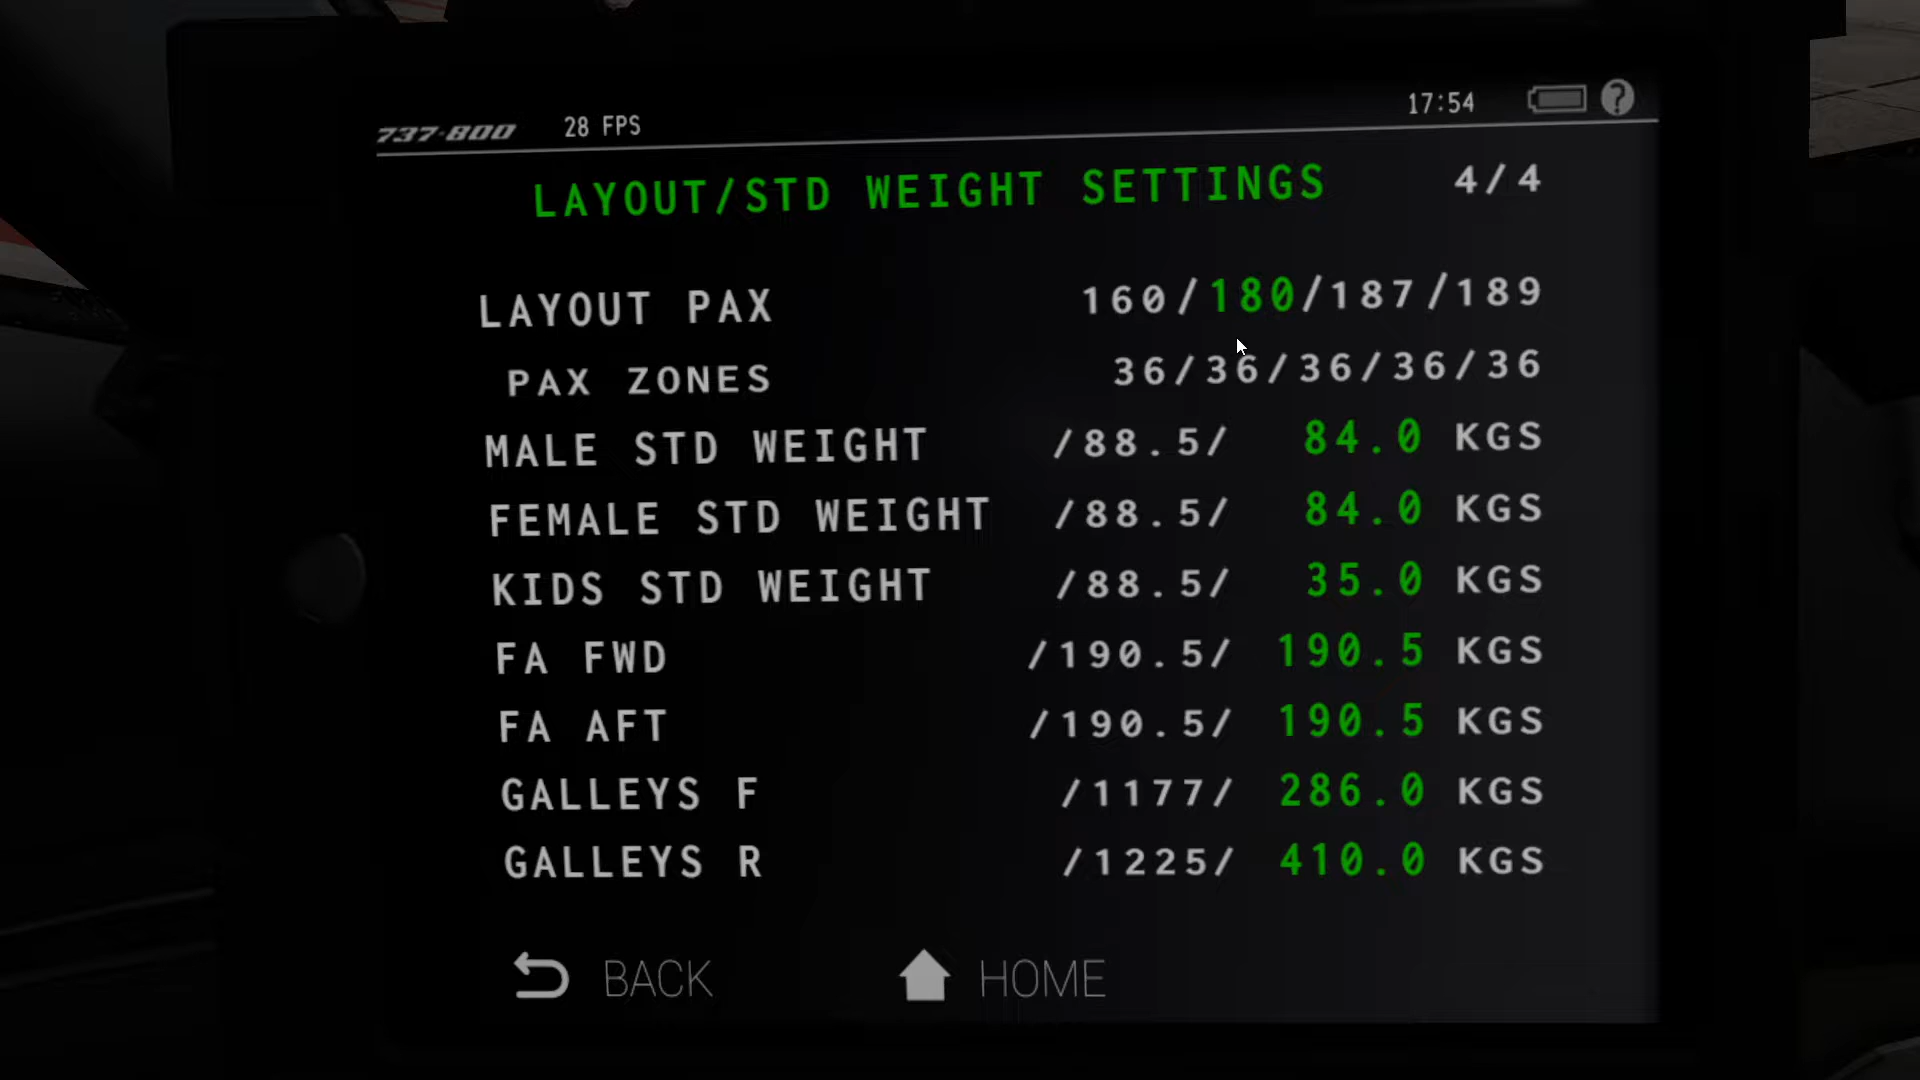 737-800 28 FPS 17:54 ?
LAYOUT/STD WEIGHT SETTINGS 4/4
LAYOUT PAX 160/180/187/189
PAX ZONES 36/36/36/36/36
MALE STD WEIGHT /88.5/ 84.0 KGS
FEMALE STD WEIGHT /88.5/ 84.0 KGS
KIDS STD WEIGHT /88.5/ 35.0 KGS
FA FWD /190.5/ 190.5 KGS
FA AFT /190.5/ 190.5 KGS
GALLEYS F /1177/ 286.0 KGS
GALLEYS R /1225/ 410.0 KGS
BACK HOME